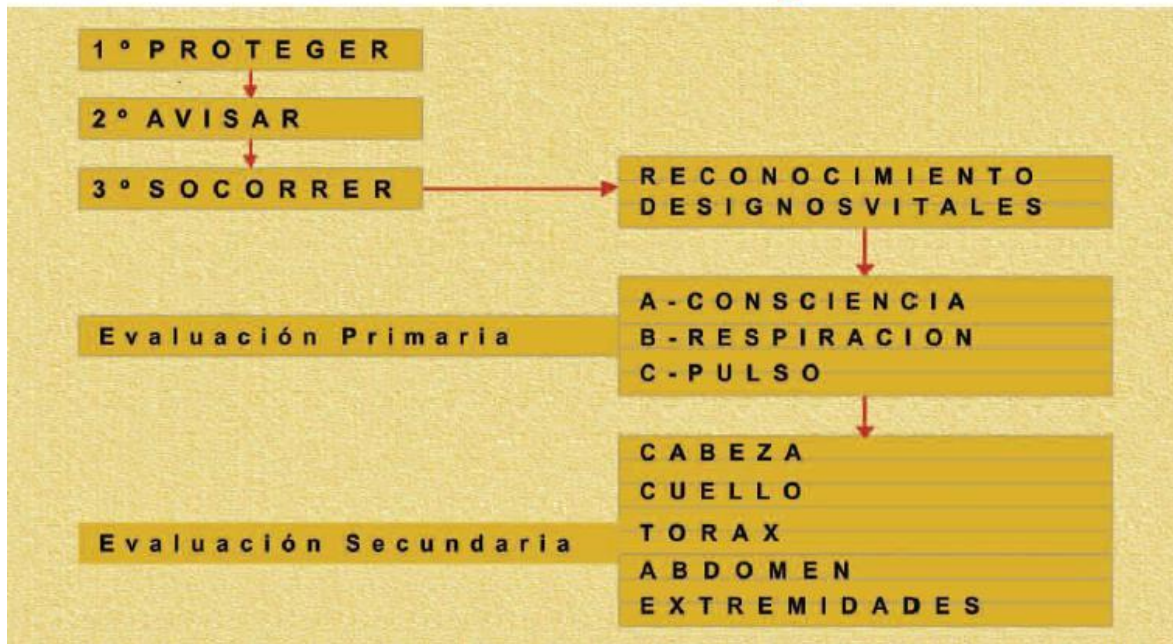 1º PROTEGER
2º AVISAR
3º SOCORRER
RECONOCIMIENTO
DESIGNOSVITALES
Evaluación Primaria
A-CONSCIENCIA
B-RESPIRACION
C-PULSO
Evaluación Secundaria
CABEZA
CUELLO
TORAX
ABDOMEN
EXTREMIDADES